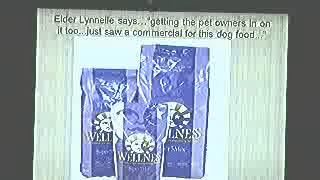 Elder Lynnelle says..."getting the pet owners in on
it too...just saw a commercial for this dog food..."
WELLNESS
WELLNESS
WELLNESS